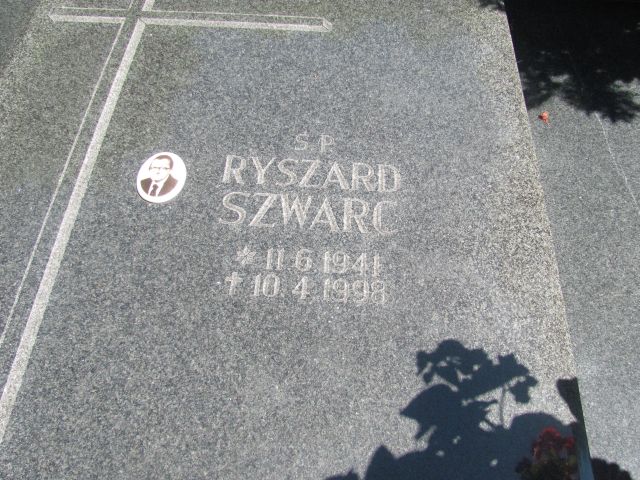 S P
RYSZARD
SZWARC
* 11 6 1941
† 10. 4 1998